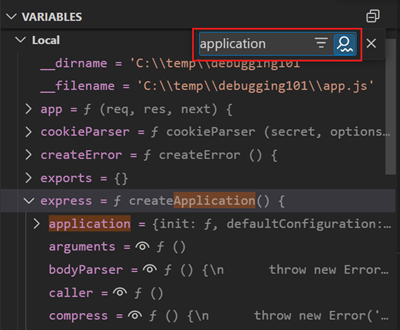 VARIABLES
Local
application
__dirname = 'C:\\temp\\debugging101'
__filename = 'C:\\temp\\debugging101\\app.js'
app = ƒ (req, res, next) {
cookieParser = ƒ cookieParser (secret, options…
createError = ƒ createError () {
exports = {}
express = ƒ createApplication() {
application = {init: ƒ, defaultConfiguration:…
arguments = ƒ ()
bodyParser = ƒ () {\n throw new Error…
caller = ƒ ()
compress = ƒ () {\n throw new Error('…